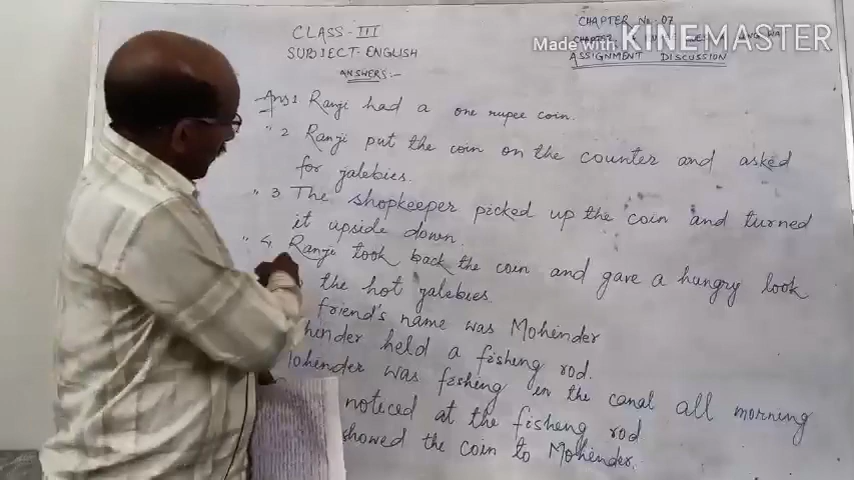 CLASS-III
SUBJECT-ENGLISH
CHAPTER No. 07
Made with KINEMASTER
ASSIGNMENT DISCUSSION
ANSWERS:-
Ans 1 Ranji had a one rupee coin.
" 2 Ranji put the coin on the counter and asked
for jalebies.
" 3. The shopkeeper picked up the coin and turned
it upside down.
" 4. Ranji took back the coin and gave a hungry look
the hot jalebies.
friend's name was Mohinder
hinder held a fishing rod.
Mohinder was fishing in the canal all morning
noticed at the fishing rod
showed the coin to Mohinder.